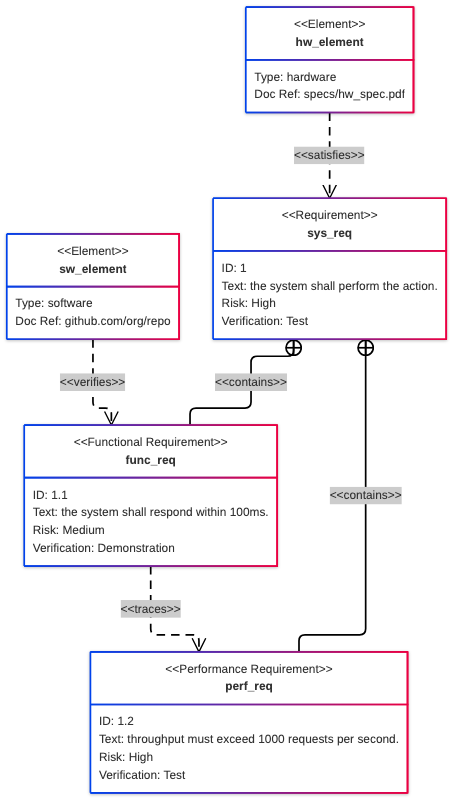 <<Element>>
hw_element
Type: hardware
Doc Ref: specs/hw_spec.pdf
<<satisfies>>
<<Requirement>>
sys_req
ID: 1
Text: the system shall perform the action.
Risk: High
Verification: Test
<<Element>>
sw_element
Type: software
Doc Ref: github.com/org/repo
<<verifies>>
<<contains>>
<<Functional Requirement>>
func_req
ID: 1.1
Text: the system shall respond within 100ms.
Risk: Medium
Verification: Demonstration
<<contains>>
<<traces>>
<<Performance Requirement>>
perf_req
ID: 1.2
Text: throughput must exceed 1000 requests per second.
Risk: High
Verification: Test